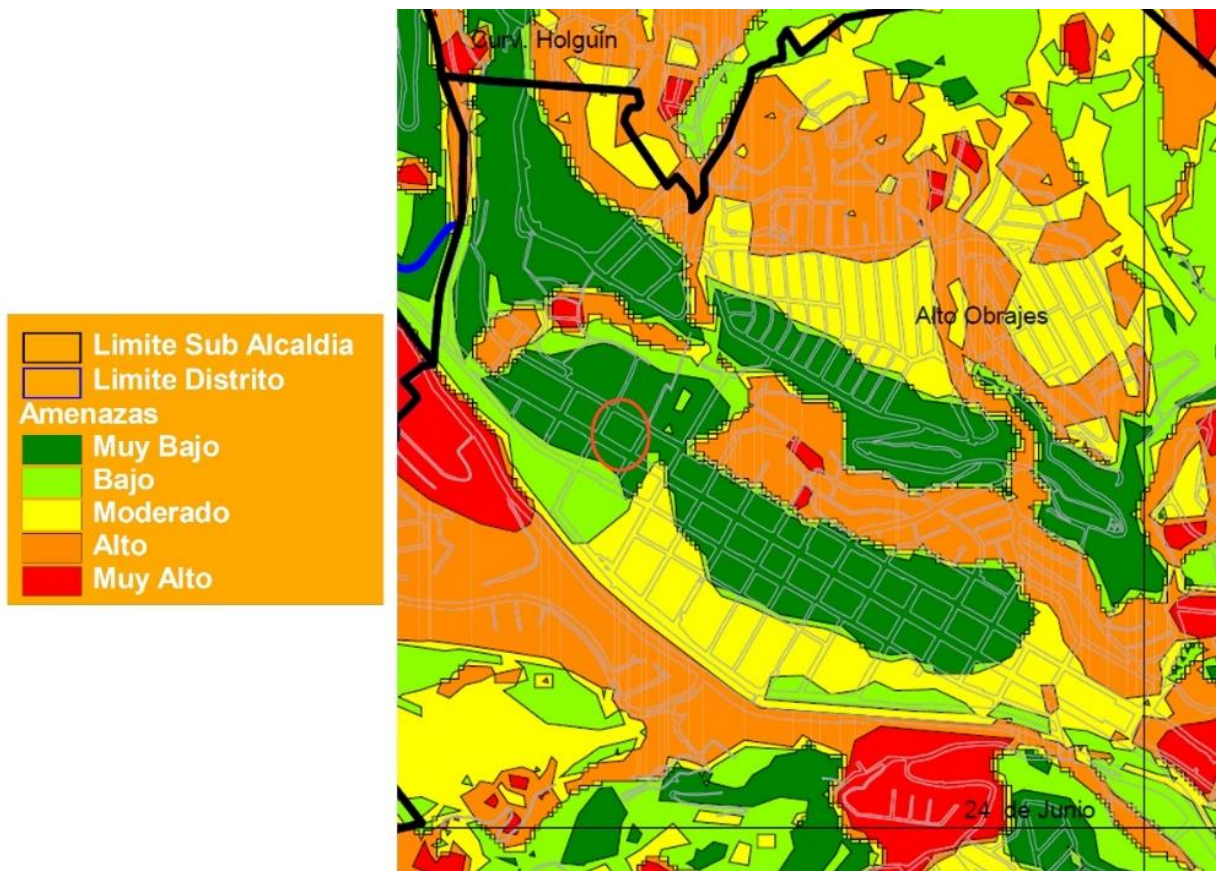 Curv. Holguin
Limite Sub Alcaldia
Limite Distrito
Amenazas
Muy Bajo
Bajo
Moderado
Alto
Muy Alto
Alto Obrajes
24 de Junio